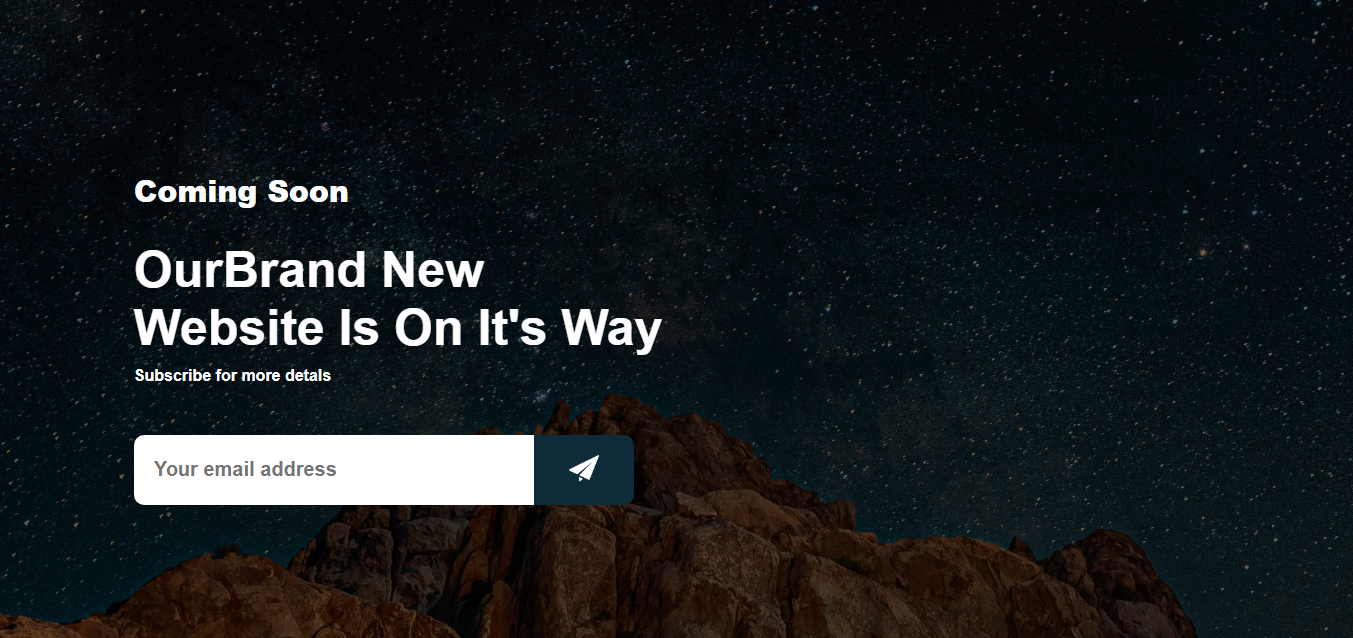 Coming Soon
OurBrand New
Website Is On It's Way
Subscribe for more detals
Your email address